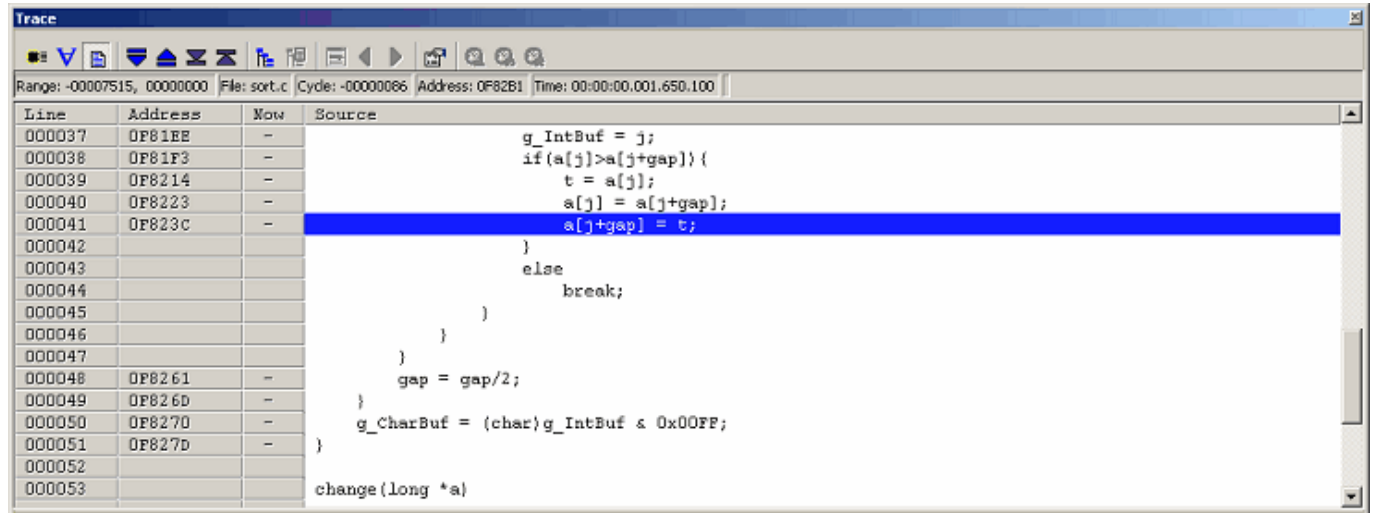 Trace
Range: -00007515, 00000000 File: sort.c Cycle: -00000086 Address: 0F82B1 Time: 00:00:00.001.650.100
Line Address Now Source
000037 0F81EE - g_IntBuf = j;
000038 0F81F3 - if(a[j]>a[j+gap]){
000039 0F8214 - t = a[j];
000040 0F8223 - a[j] = a[j+gap];
000041 0F823C - a[j+gap] = t;
000042 }
000043 else
000044 break;
000045 }
000046 }
000047 }
000048 0F8261 - gap = gap/2;
000049 0F826D - }
000050 0F8270 - g_CharBuf = (char)g_IntBuf & 0x00FF;
000051 0F827D - }
000052
000053 change(long *a)